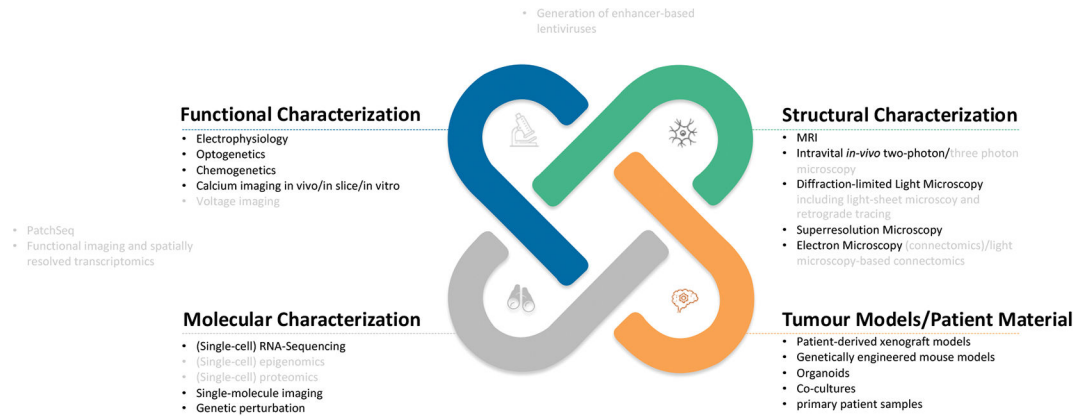 • Generation of enhancer-based
lentiviruses
Functional Characterization
• Electrophysiology
• Optogenetics
• Chemogenetics
• Calcium imaging in vivo/in slice/in vitro
• Voltage imaging
• PatchSeq
• Functional imaging and spatially
resolved transcriptomics
Structural Characterization
• MRI
• Intravital in-vivo two-photon/three photon
microscopy
• Diffraction-limited Light Microscopy
including light-sheet microscoy and
retrograde tracing
• Superresolution Microscopy
• Electron Microscopy (connectomics)/light
microscopy-based connectomics
Molecular Characterization
• (Single-cell) RNA-Sequencing
• (Single-cell) epigenomics
• (Single-cell) proteomics
• Single-molecule imaging
• Genetic perturbation
Tumour Models/Patient Material
• Patient-derived xenograft models
• Genetically engineered mouse models
• Organoids
• Co-cultures
• primary patient samples